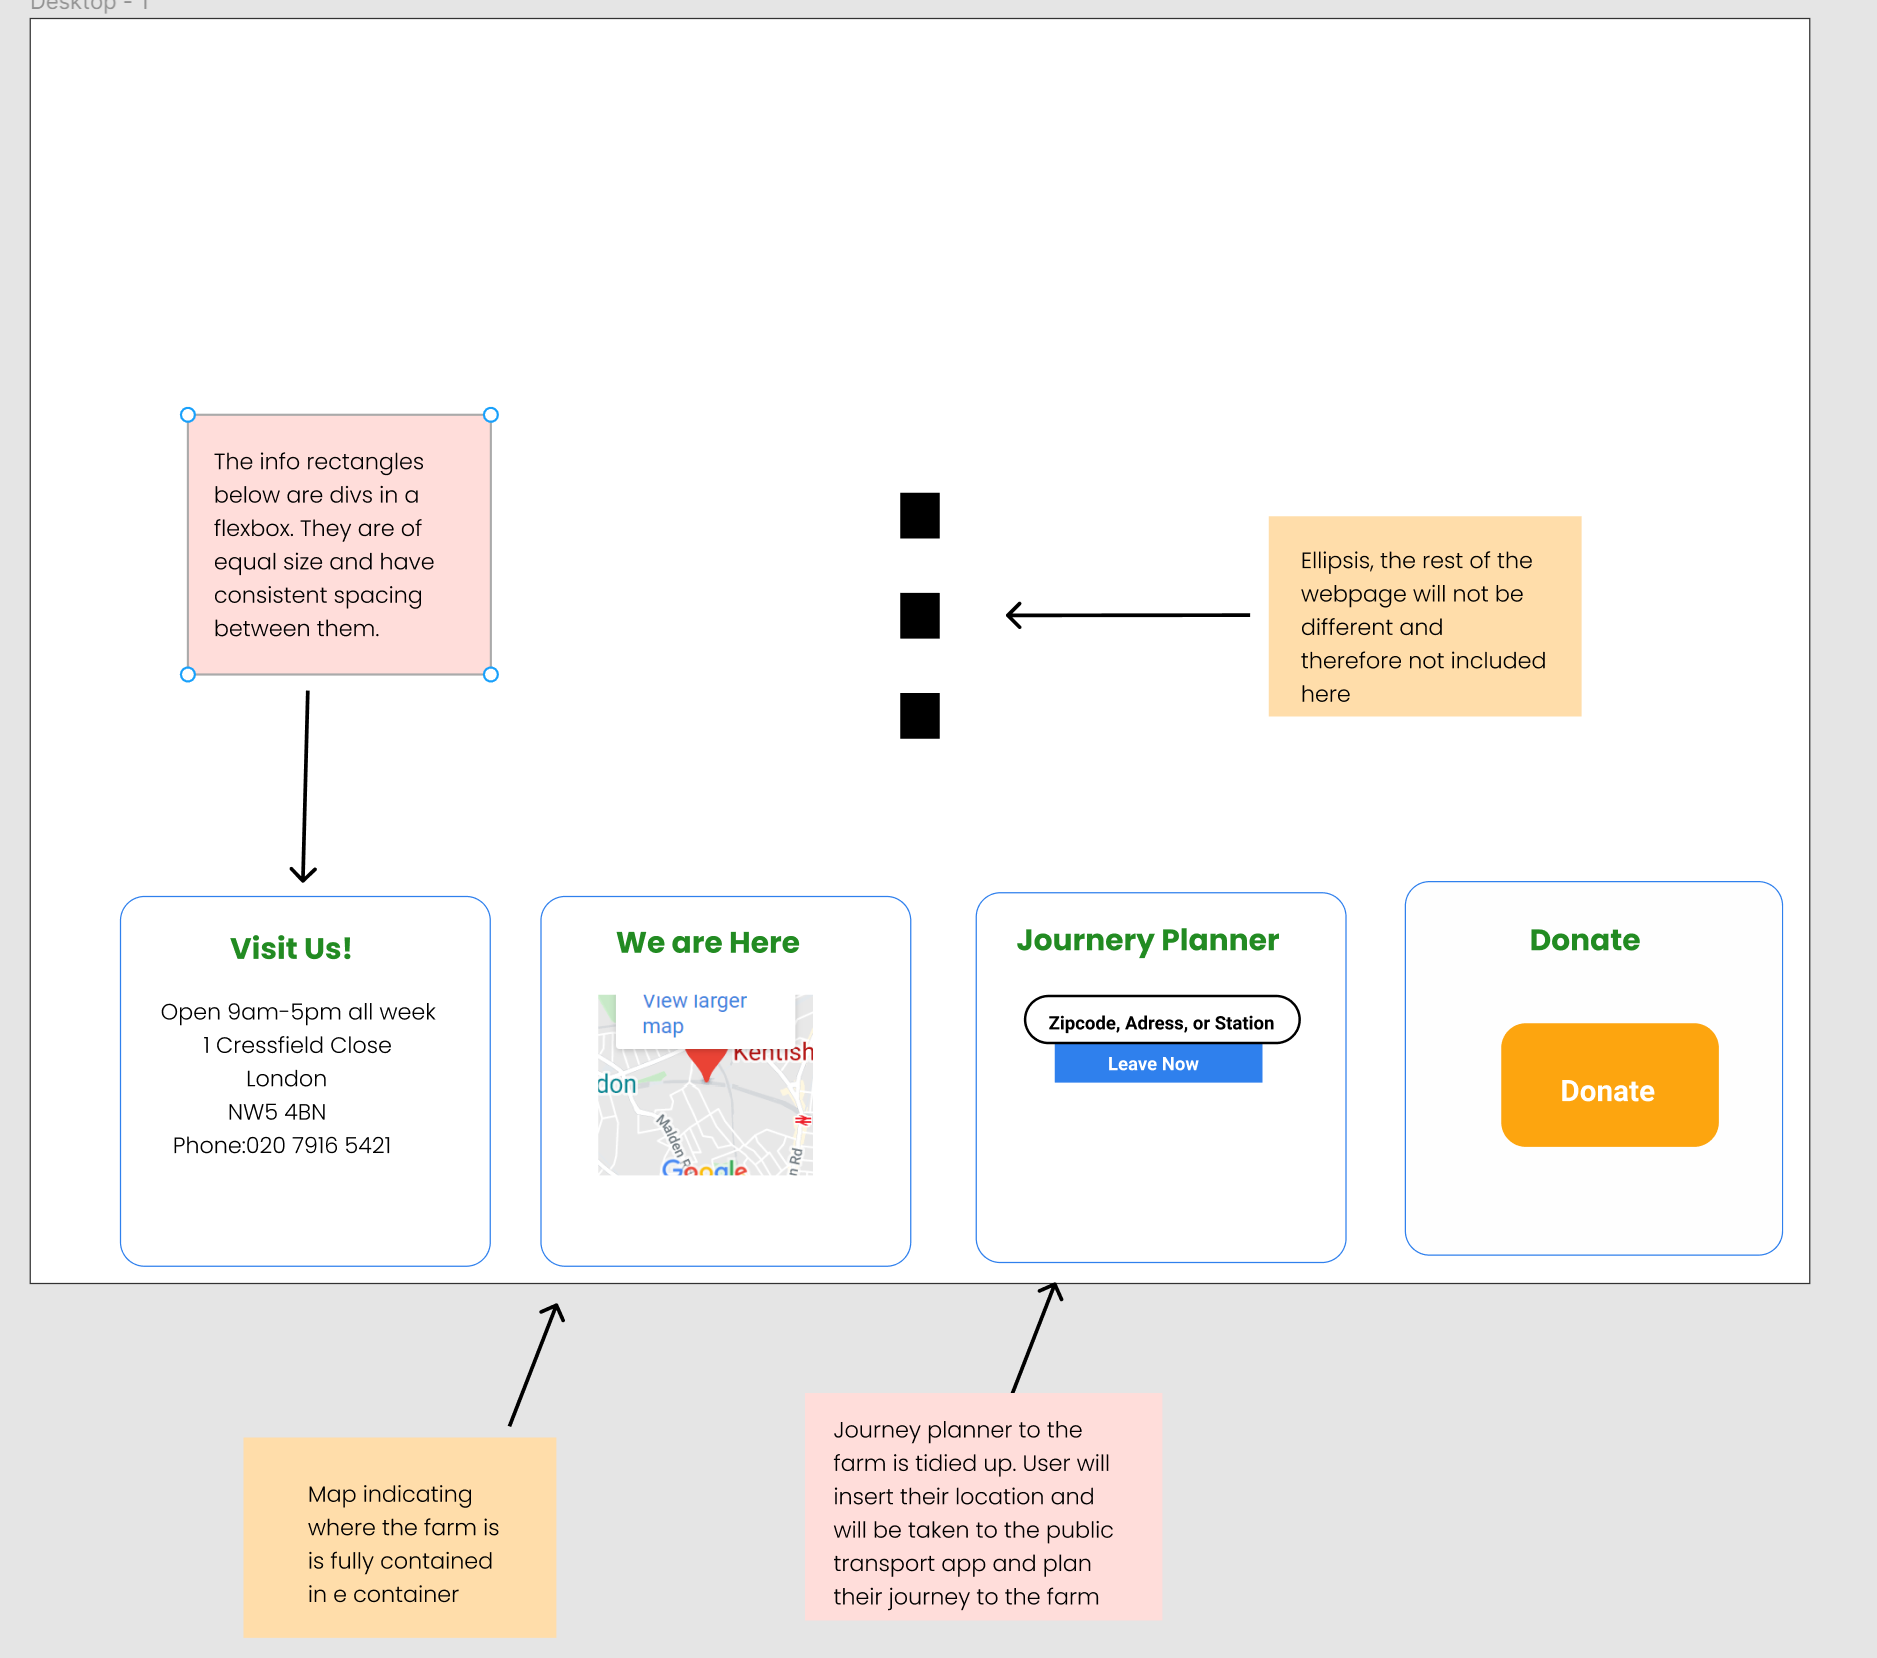 Desktop - 1
The info rectangles
below are divs in a
flexbox. They are of
equal size and have
consistent spacing
between them.
Ellipsis, the rest of the
webpage will not be
different and
therefore not included
here
Visit Us!
Open 9am-5pm all week
1 Cressfield Close
London
NW5 4BN
Phone:020 7916 5421
We are Here
View larger
map
Kentish
don
Malden R
n Rd
Google
Journery Planner
Zipcode, Adress, or Station
Leave Now
Donate
Donate
Map indicating
where the farm is
is fully contained
in e container
Journey planner to the
farm is tidied up. User will
insert their location and
will be taken to the public
transport app and plan
their journey to the farm